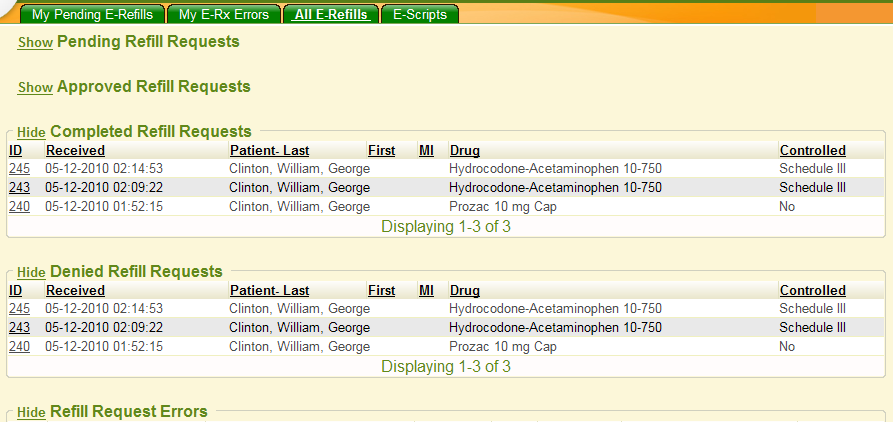 My Pending E-Refills My E-Rx Errors All E-Refills E-Scripts
Show Pending Refill Requests
Show Approved Refill Requests
Hide Completed Refill Requests
ID Received Patient- Last First MI Drug Controlled
245 05-12-2010 02:14:53 Clinton, William, George Hydrocodone-Acetaminophen 10-750 Schedule III
243 05-12-2010 02:09:22 Clinton, William, George Hydrocodone-Acetaminophen 10-750 Schedule III
240 05-12-2010 01:52:15 Clinton, William, George Prozac 10 mg Cap No
Displaying 1-3 of 3
Hide Denied Refill Requests
ID Received Patient- Last First MI Drug Controlled
245 05-12-2010 02:14:53 Clinton, William, George Hydrocodone-Acetaminophen 10-750 Schedule III
243 05-12-2010 02:09:22 Clinton, William, George Hydrocodone-Acetaminophen 10-750 Schedule III
240 05-12-2010 01:52:15 Clinton, William, George Prozac 10 mg Cap No
Displaying 1-3 of 3
Hide Refill Request Errors